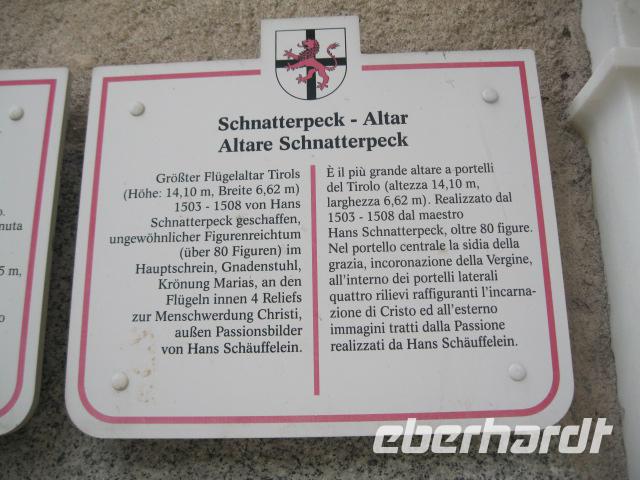 Schnatterpeck - Altar
Altare Schnatterpeck
Größter Flügelaltar Tirols
(Höhe: 14,10 m, Breite 6,62 m)
1503 - 1508 von Hans
Schnatterpeck geschaffen,
ungewöhnlicher Figurenreichtum
(über 80 Figuren) im
Hauptschrein, Gnadenstuhl,
Krönung Marias, an den
Flügeln innen 4 Reliefs
zur Menschwerdung Christi,
außen Passionsbilder
von Hans Schäuffelein.
È il più grande altare a portelli
del Tirolo (altezza 14,10 m,
larghezza 6,62 m). Realizzato dal
1503 - 1508 dal maestro
Hans Schnatterpeck, oltre 80 figure.
Nel portello centrale la sidia della
grazia, incoronazione della Vergine,
all'interno dei portelli laterali
quattro rilievi raffiguranti l'incarna-
zione di Cristo ed all'esterno
immagini tratti dalla Passione
realizzati da Hans Schäuffelein.
eberhardt